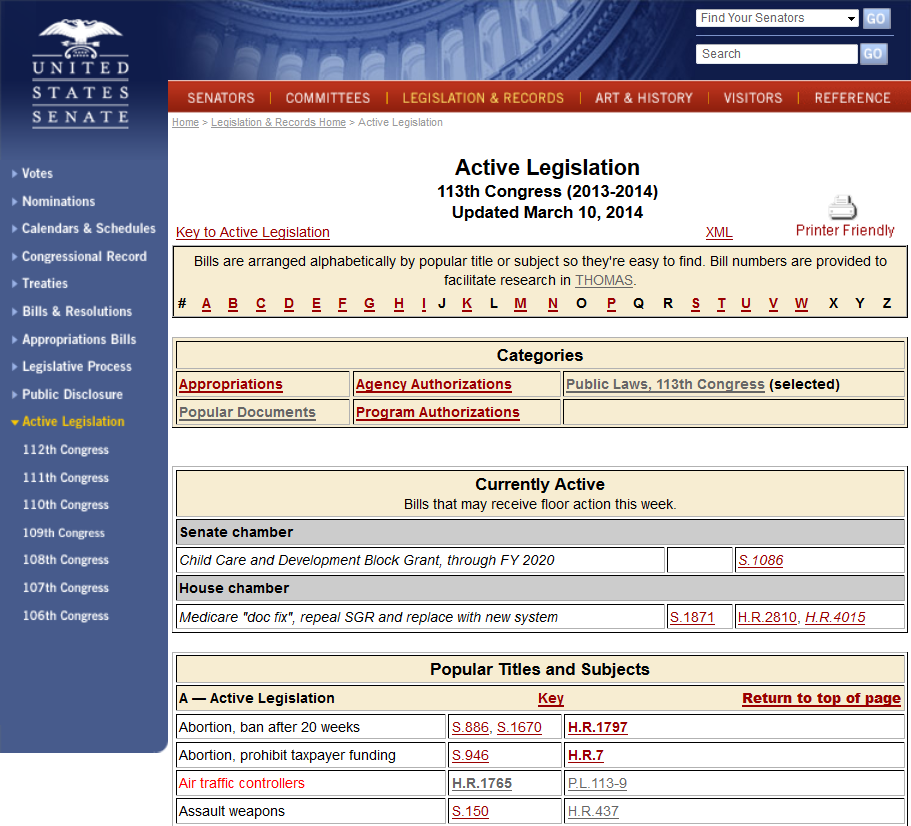 UNITED
STATES
SENATE
Find Your Senators GO
Search GO
SENATORS | COMMITTEES | LEGISLATION & RECORDS | ART & HISTORY | VISITORS | REFERENCE
Home > Legislation & Records Home > Active Legislation
Votes
Nominations
Calendars & Schedules
Congressional Record
Treaties
Bills & Resolutions
Appropriations Bills
Legislative Process
Public Disclosure
Active Legislation
112th Congress
111th Congress
110th Congress
109th Congress
108th Congress
107th Congress
106th Congress
Active Legislation
113th Congress (2013-2014)
Updated March 10, 2014
Key to Active Legislation XML Printer Friendly
Bills are arranged alphabetically by popular title or subject so they're easy to find. Bill numbers are provided to
facilitate research in THOMAS.
# A B C D E F G H I J K L M N O P Q R S T U V W X Y Z
Categories
Appropriations Agency Authorizations Public Laws, 113th Congress (selected)
Popular Documents Program Authorizations
Currently Active
Bills that may receive floor action this week.
Senate chamber
Child Care and Development Block Grant, through FY 2020 S.1086
House chamber
Medicare "doc fix", repeal SGR and replace with new system S.1871 H.R.2810, H.R.4015
Popular Titles and Subjects
A — Active Legislation Key Return to top of page
Abortion, ban after 20 weeks S.886, S.1670 H.R.1797
Abortion, prohibit taxpayer funding S.946 H.R.7
Air traffic controllers H.R.1765 P.L.113-9
Assault weapons S.150 H.R.437